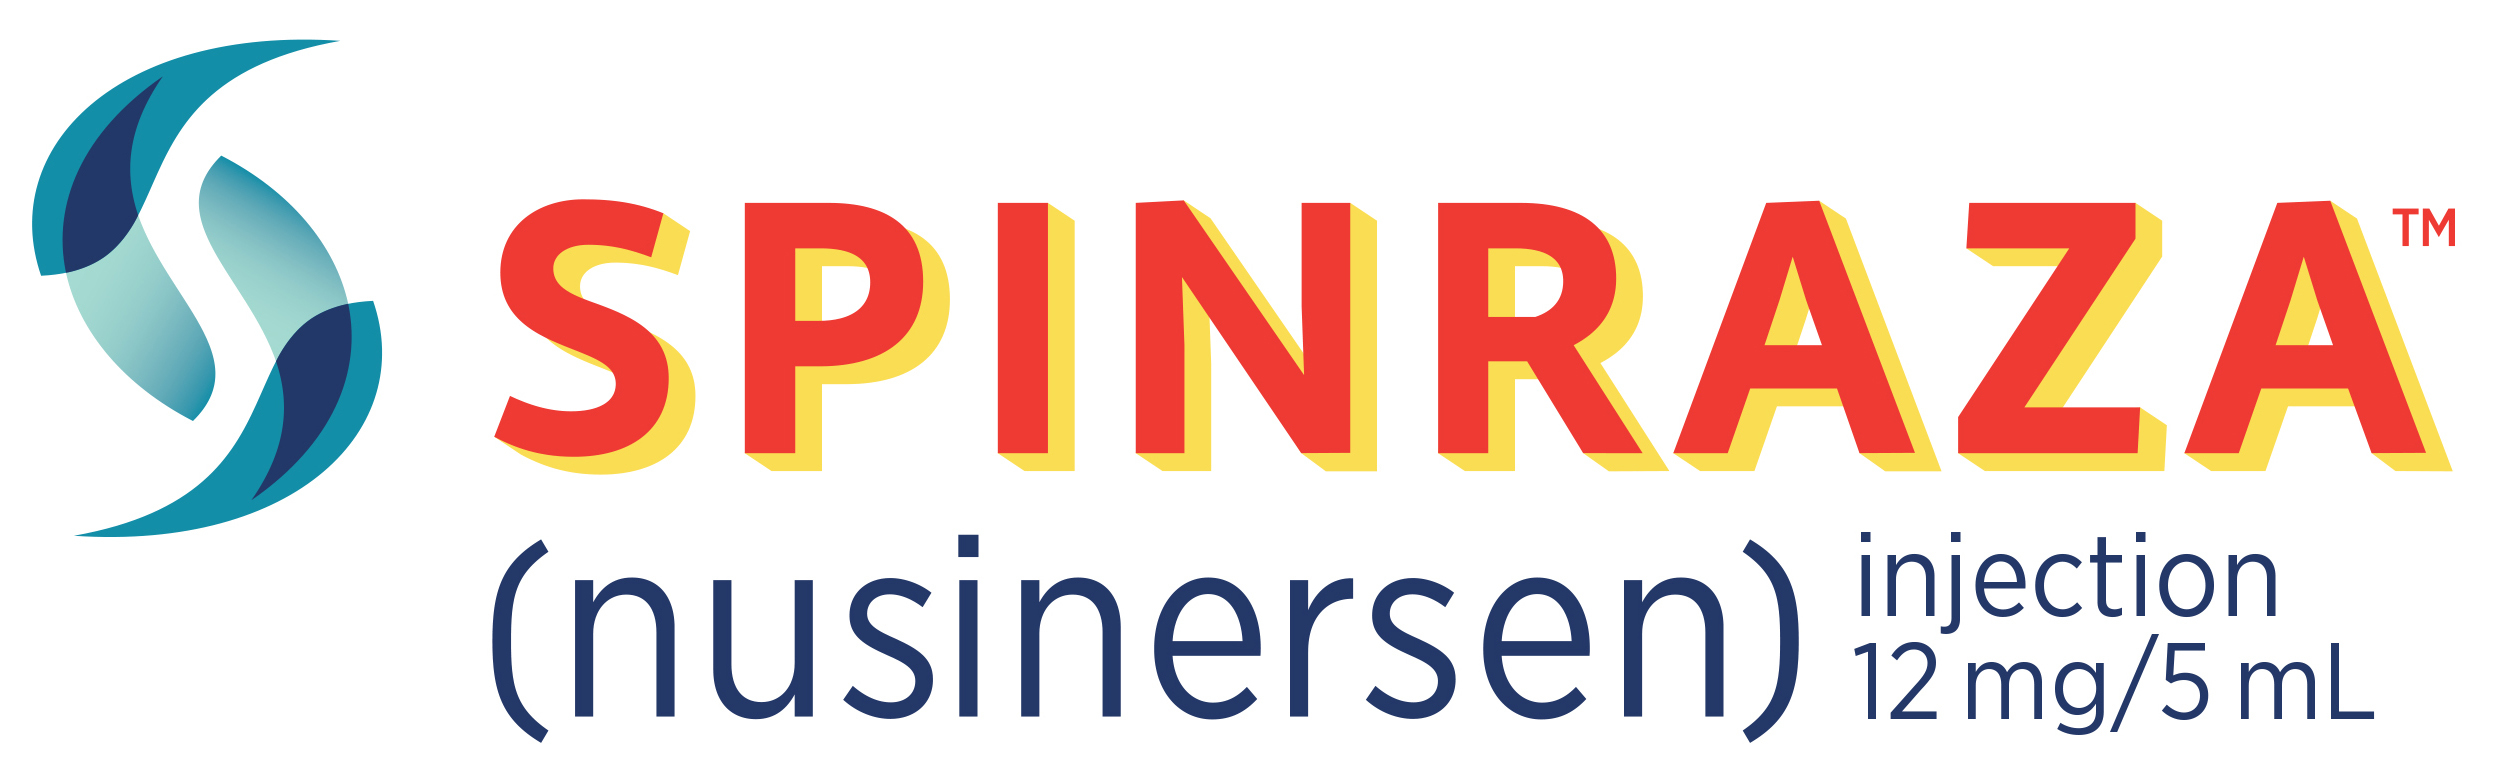 SPINRAZA™
(nusinersen) injection
12 mg/5 mL